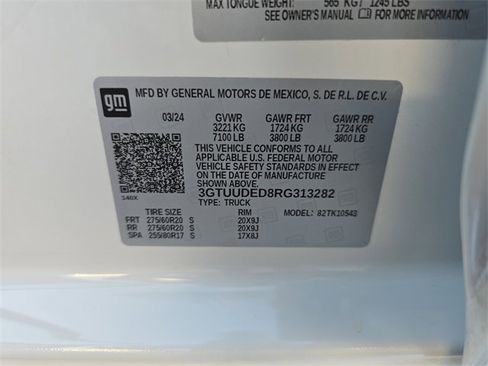 MAX TONGUE WEIGHT: 565 KG / 1245 LBS
SEE OWNER'S MANUAL FOR MORE INFORMATION
gm
MFD BY GENERAL MOTORS DE MEXICO, S. DE R.L. DE C.V.
03/24 GVWR GAWR FRT GAWR RR
3221 KG 1724 KG 1724 KG
7100 LB 3800 LB 3800 LB
THIS VEHICLE CONFORMS TO ALL
APPLICABLE U.S. FEDERAL MOTOR
VEHICLE SAFETY STANDARDS IN EFFECT ON THE
DATE OF MANUFACTURE SHOWN ABOVE.
3GTUUDED8RG313282
TYPE: TRUCK
340X
TIRE SIZE RIM MODEL: 82TK10543
FRT 275/60R20 S 20X9J
RR 275/60R20 S 20X9J
SPA 255/80R17 S 17X8J